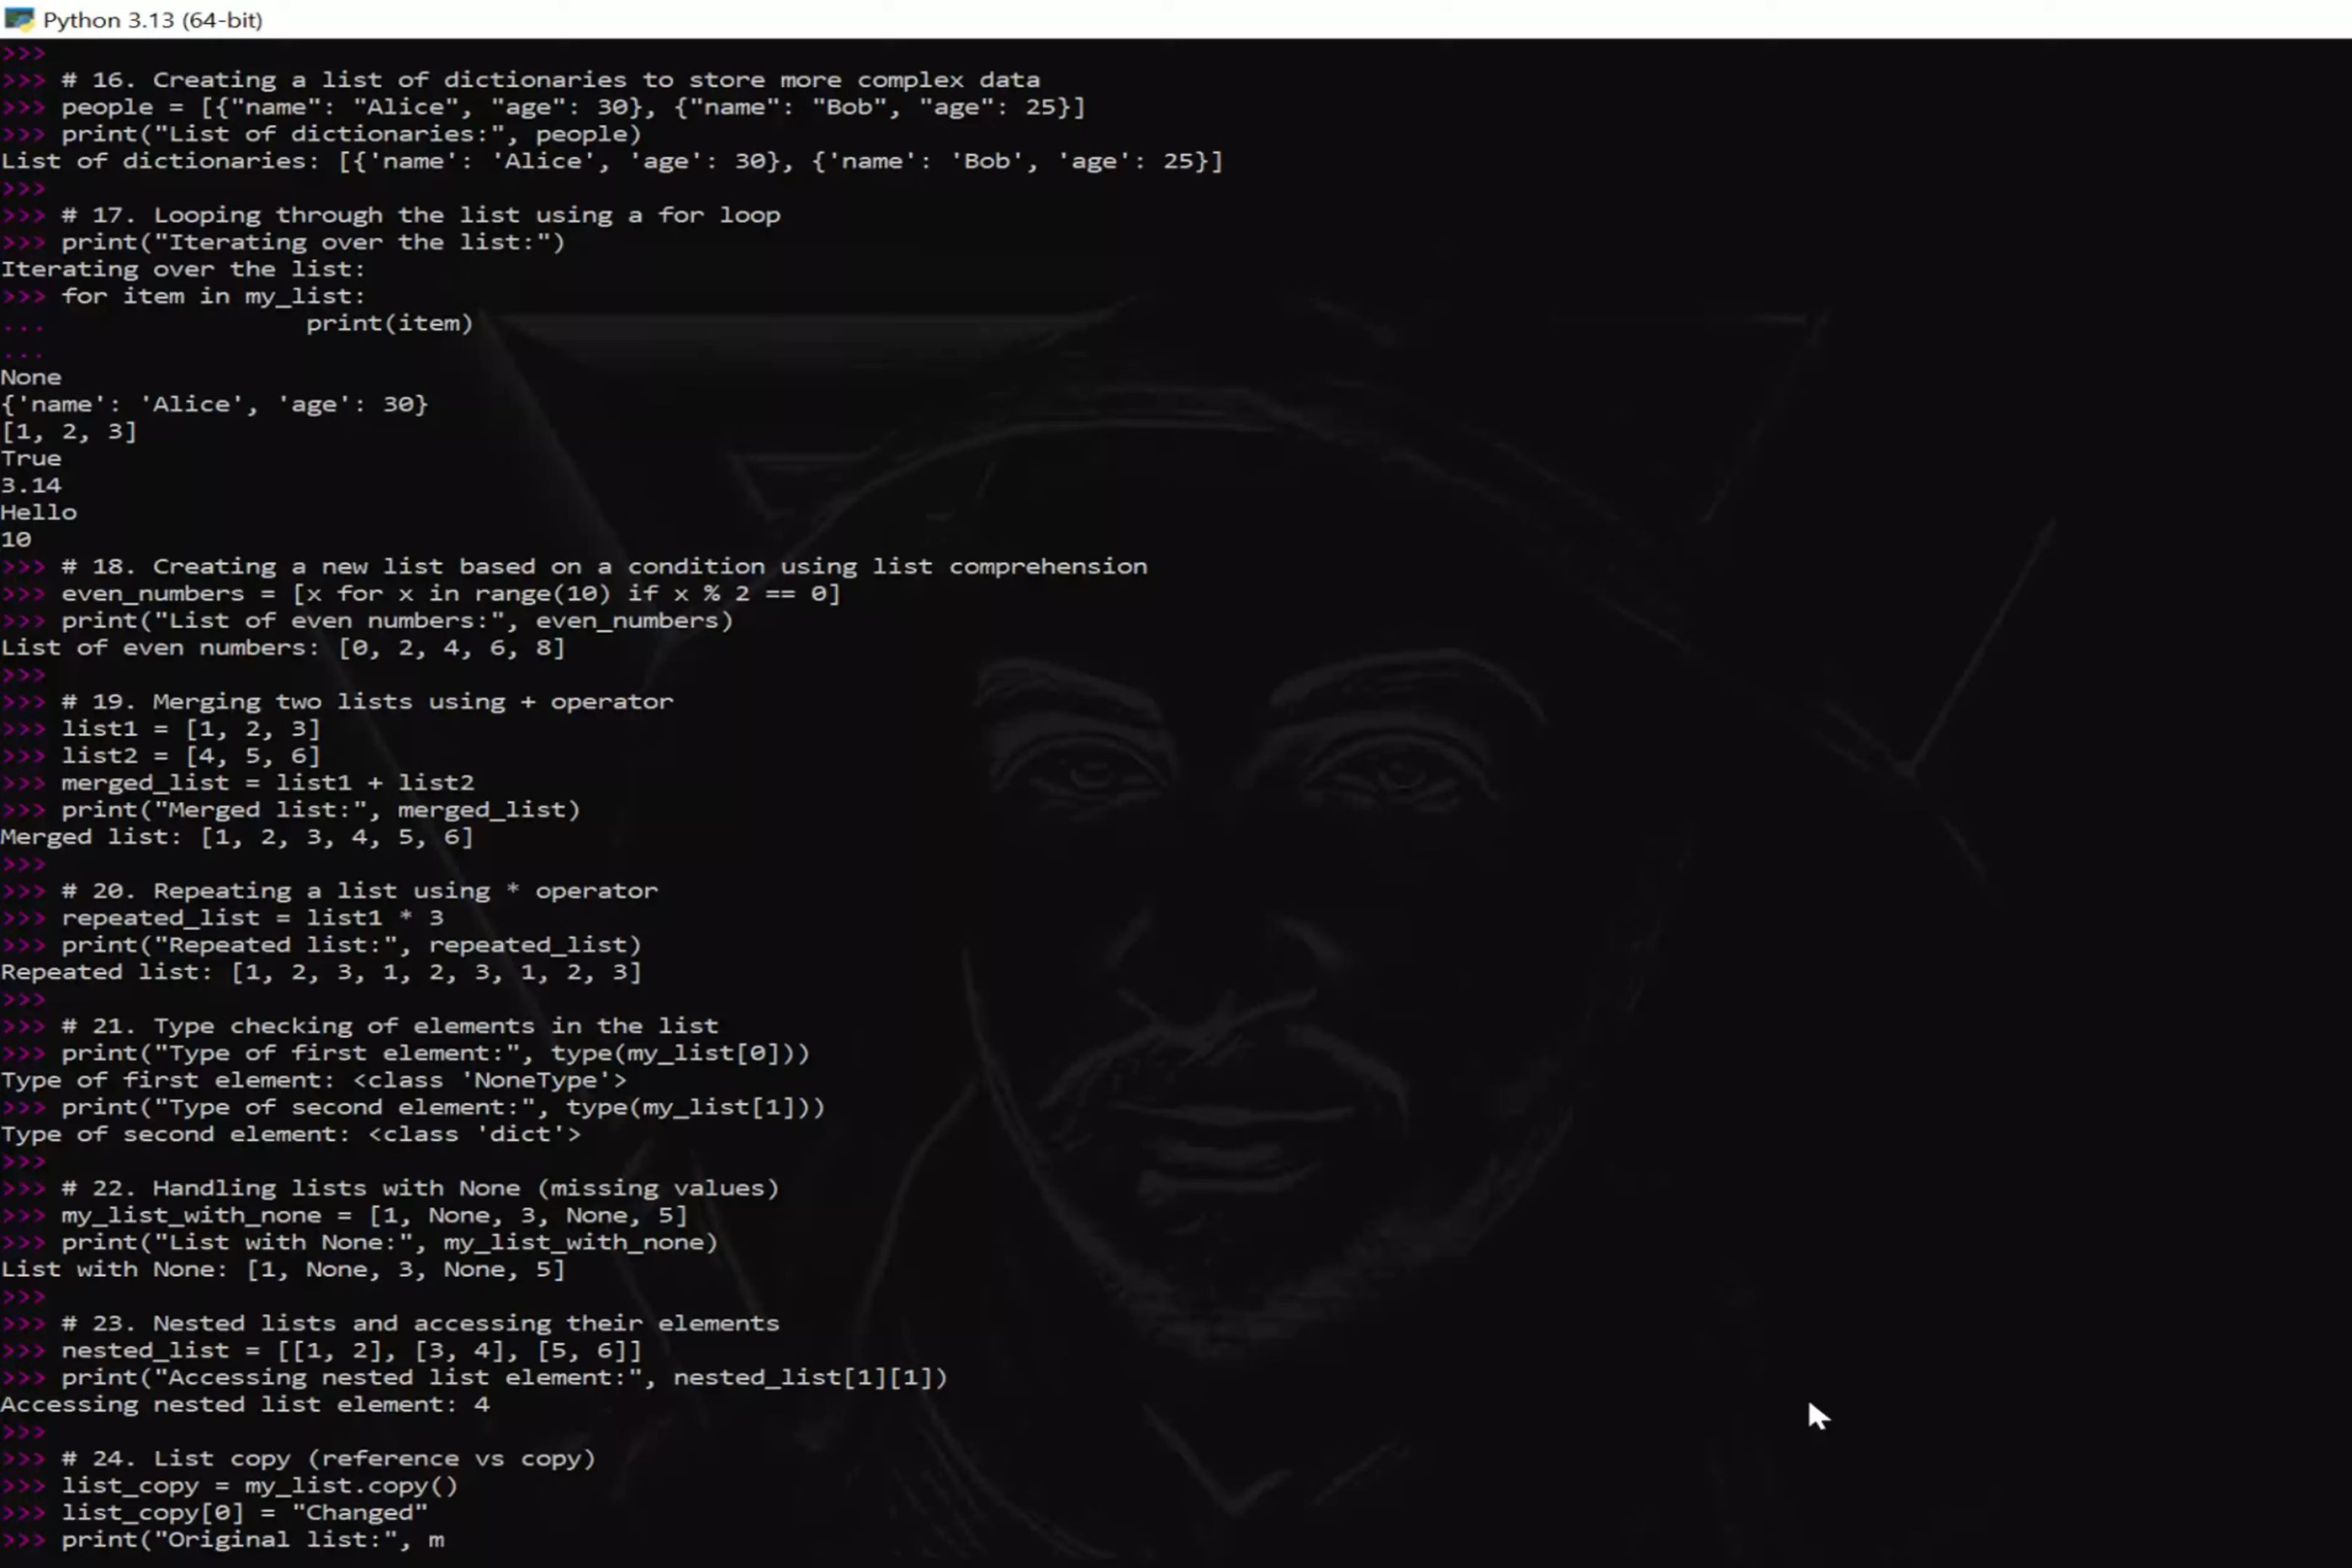 Python 3.13 (64-bit)
>>>
>>> # 16. Creating a list of dictionaries to store more complex data
>>> people = [{"name": "Alice", "age": 30}, {"name": "Bob", "age": 25}]
>>> print("List of dictionaries:", people)
List of dictionaries: [{'name': 'Alice', 'age': 30}, {'name': 'Bob', 'age': 25}]
>>>
>>> # 17. Looping through the list using a for loop
>>> print("Iterating over the list:")
Iterating over the list:
>>> for item in my_list:
...                 print(item)
...
None
{'name': 'Alice', 'age': 30}
[1, 2, 3]
True
3.14
Hello
10
>>> # 18. Creating a new list based on a condition using list comprehension
>>> even_numbers = [x for x in range(10) if x % 2 == 0]
>>> print("List of even numbers:", even_numbers)
List of even numbers: [0, 2, 4, 6, 8]
>>>
>>> # 19. Merging two lists using + operator
>>> list1 = [1, 2, 3]
>>> list2 = [4, 5, 6]
>>> merged_list = list1 + list2
>>> print("Merged list:", merged_list)
Merged list: [1, 2, 3, 4, 5, 6]
>>>
>>> # 20. Repeating a list using * operator
>>> repeated_list = list1 * 3
>>> print("Repeated list:", repeated_list)
Repeated list: [1, 2, 3, 1, 2, 3, 1, 2, 3]
>>>
>>> # 21. Type checking of elements in the list
>>> print("Type of first element:", type(my_list[0]))
Type of first element: <class 'NoneType'>
>>> print("Type of second element:", type(my_list[1]))
Type of second element: <class 'dict'>
>>>
>>> # 22. Handling lists with None (missing values)
>>> my_list_with_none = [1, None, 3, None, 5]
>>> print("List with None:", my_list_with_none)
List with None: [1, None, 3, None, 5]
>>>
>>> # 23. Nested lists and accessing their elements
>>> nested_list = [[1, 2], [3, 4], [5, 6]]
>>> print("Accessing nested list element:", nested_list[1][1])
Accessing nested list element: 4
>>>
>>> # 24. List copy (reference vs copy)
>>> list_copy = my_list.copy()
>>> list_copy[0] = "Changed"
>>> print("Original list:", m